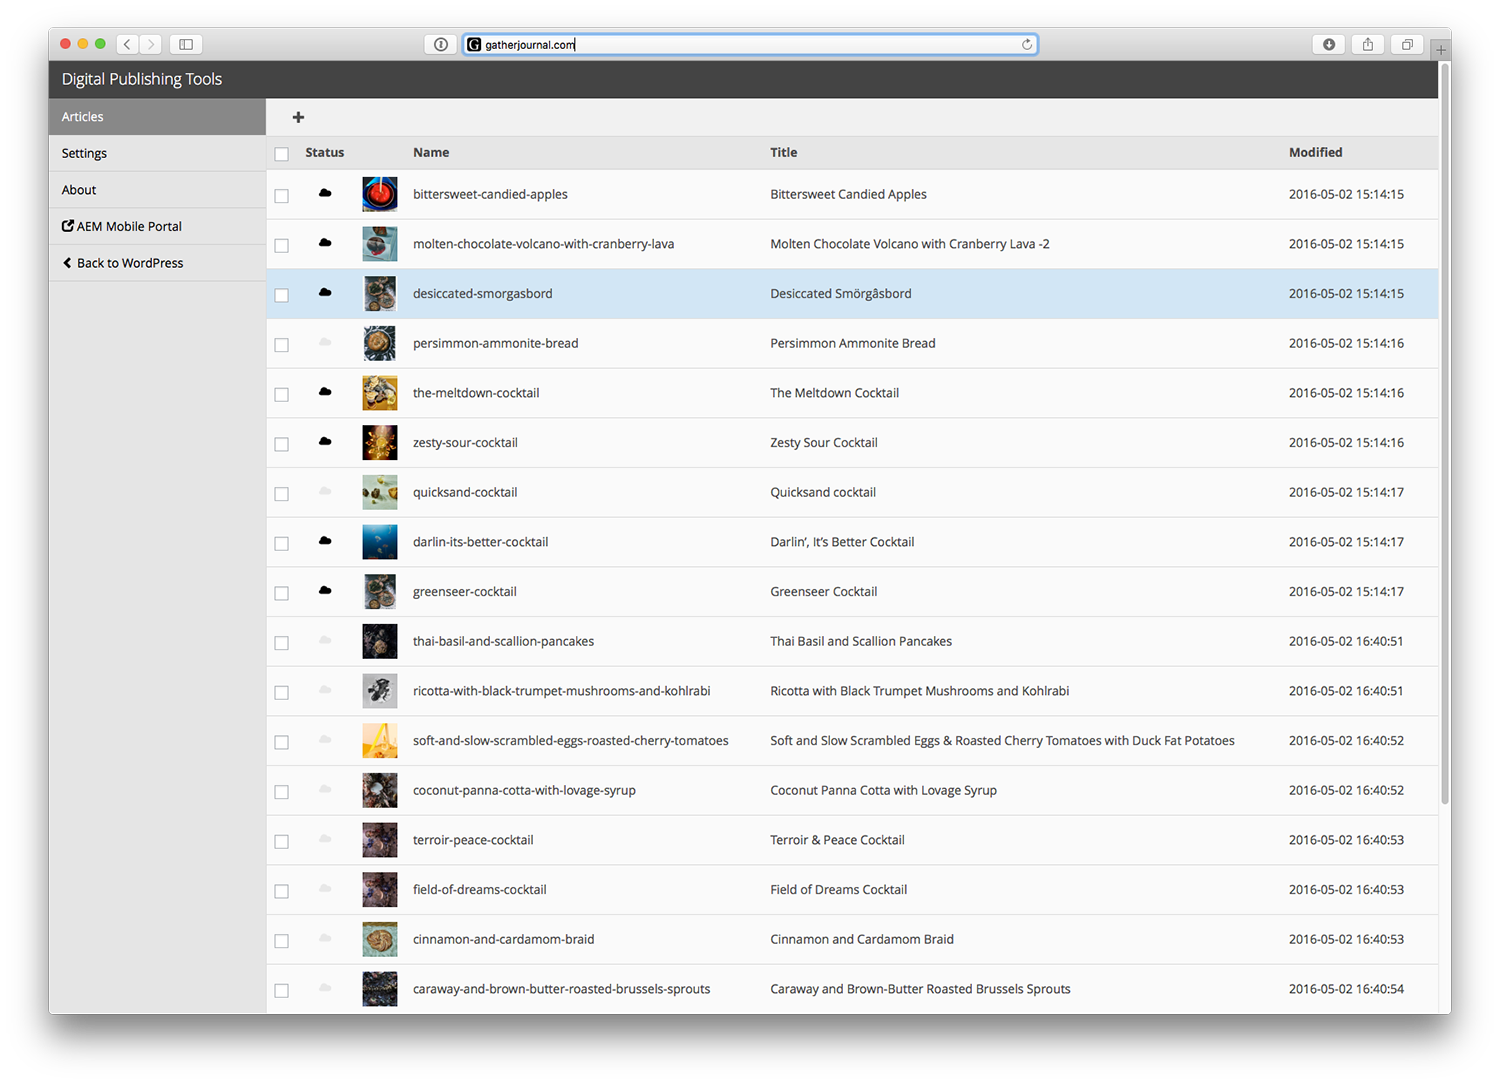 G gatherjournal.com
Digital Publishing Tools
Articles
Settings
About
AEM Mobile Portal
Back to WordPress
Status Name Title Modified
bittersweet-candied-apples Bittersweet Candied Apples 2016-05-02 15:14:15
molten-chocolate-volcano-with-cranberry-lava Molten Chocolate Volcano with Cranberry Lava -2 2016-05-02 15:14:15
desiccated-smorgasbord Desiccated Smörgâsbord 2016-05-02 15:14:15
persimmon-ammonite-bread Persimmon Ammonite Bread 2016-05-02 15:14:16
the-meltdown-cocktail The Meltdown Cocktail 2016-05-02 15:14:16
zesty-sour-cocktail Zesty Sour Cocktail 2016-05-02 15:14:16
quicksand-cocktail Quicksand cocktail 2016-05-02 15:14:17
darlin-its-better-cocktail Darlin’, It’s Better Cocktail 2016-05-02 15:14:17
greenseer-cocktail Greenseer Cocktail 2016-05-02 15:14:17
thai-basil-and-scallion-pancakes Thai Basil and Scallion Pancakes 2016-05-02 16:40:51
ricotta-with-black-trumpet-mushrooms-and-kohlrabi Ricotta with Black Trumpet Mushrooms and Kohlrabi 2016-05-02 16:40:51
soft-and-slow-scrambled-eggs-roasted-cherry-tomatoes Soft and Slow Scrambled Eggs & Roasted Cherry Tomatoes with Duck Fat Potatoes 2016-05-02 16:40:52
coconut-panna-cotta-with-lovage-syrup Coconut Panna Cotta with Lovage Syrup 2016-05-02 16:40:52
terroir-peace-cocktail Terroir & Peace Cocktail 2016-05-02 16:40:53
field-of-dreams-cocktail Field of Dreams Cocktail 2016-05-02 16:40:53
cinnamon-and-cardamom-braid Cinnamon and Cardamom Braid 2016-05-02 16:40:53
caraway-and-brown-butter-roasted-brussels-sprouts Caraway and Brown-Butter Roasted Brussels Sprouts 2016-05-02 16:40:54